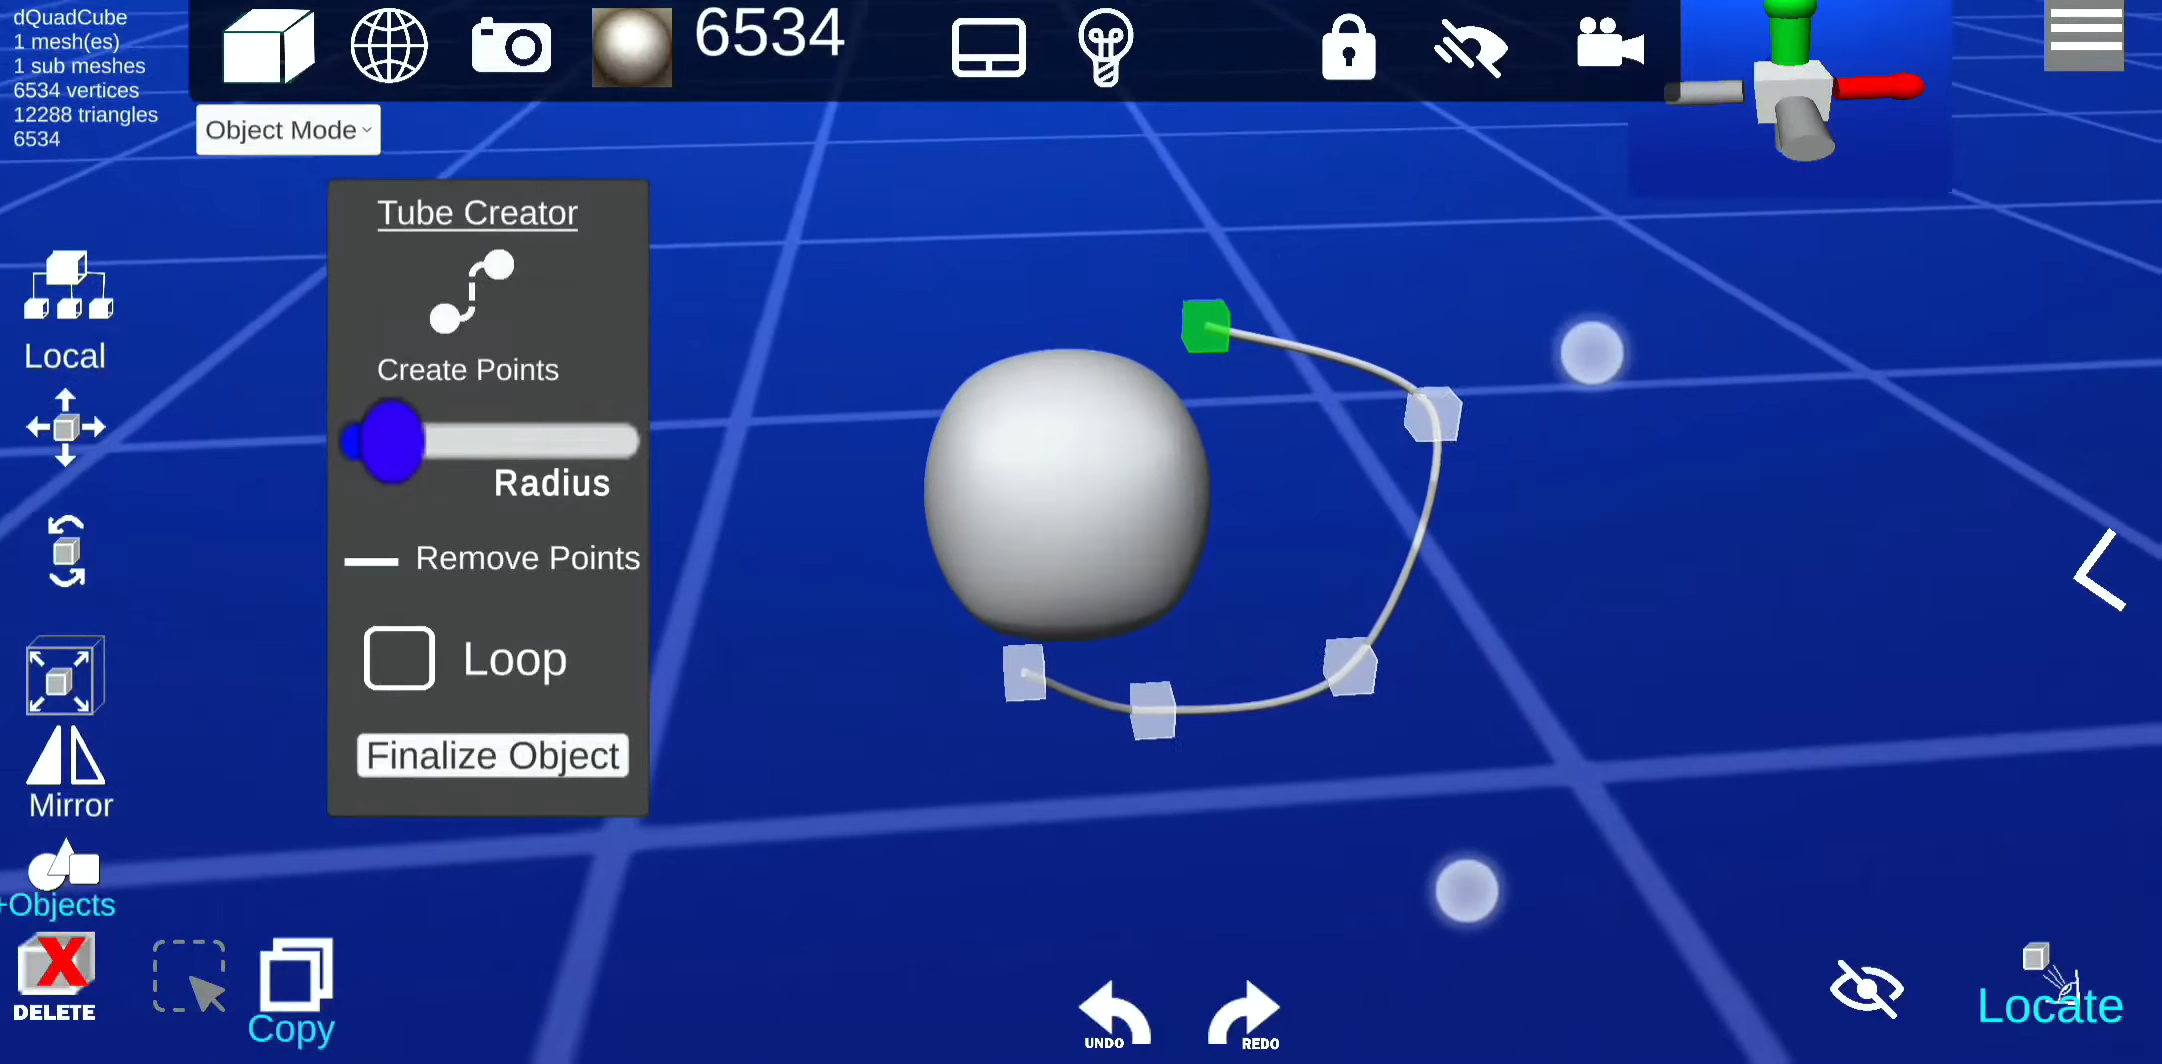 dQuadCube
1 mesh(es)
1 sub meshes
6534 vertices
12288 triangles
6534
6534
Object Mode
Tube Creator
Create Points
Radius
Remove Points
Loop
Finalize Object
Local
Mirror
+Objects
DELETE
Copy
UNDO
REDO
Locate